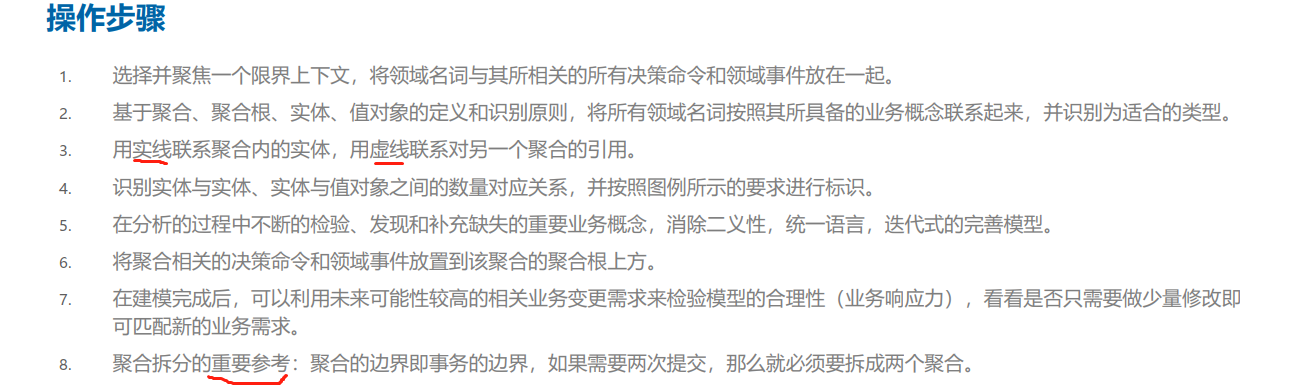 操作步骤
1. 选择并聚焦一个限界上下文，将领域名词与其所相关的所有决策命令和领域事件放在一起。
2. 基于聚合、聚合根、实体、值对象的定义和识别原则，将所有领域名词按照其所具备的业务概念联系起来，并识别为适合的类型。
3. 用实线联系聚合内的实体，用虚线联系对另一个聚合的引用。
4. 识别实体与实体、实体与值对象之间的数量对应关系，并按照图例所示的要求进行标识。
5. 在分析的过程中不断的检验、发现和补充缺失的重要业务概念，消除二义性，统一语言，迭代式的完善模型。
6. 将聚合相关的决策命令和领域事件放置到该聚合的聚合根上方。
7. 在建模完成后，可以利用未来可能性较高的相关业务变更需求来检验模型的合理性（业务响应力），看看是否只需要做少量修改即
可匹配新的业务需求。
8. 聚合拆分的重要参考：聚合的边界即事务的边界，如果需要两次提交，那么就必须要拆成两个聚合。